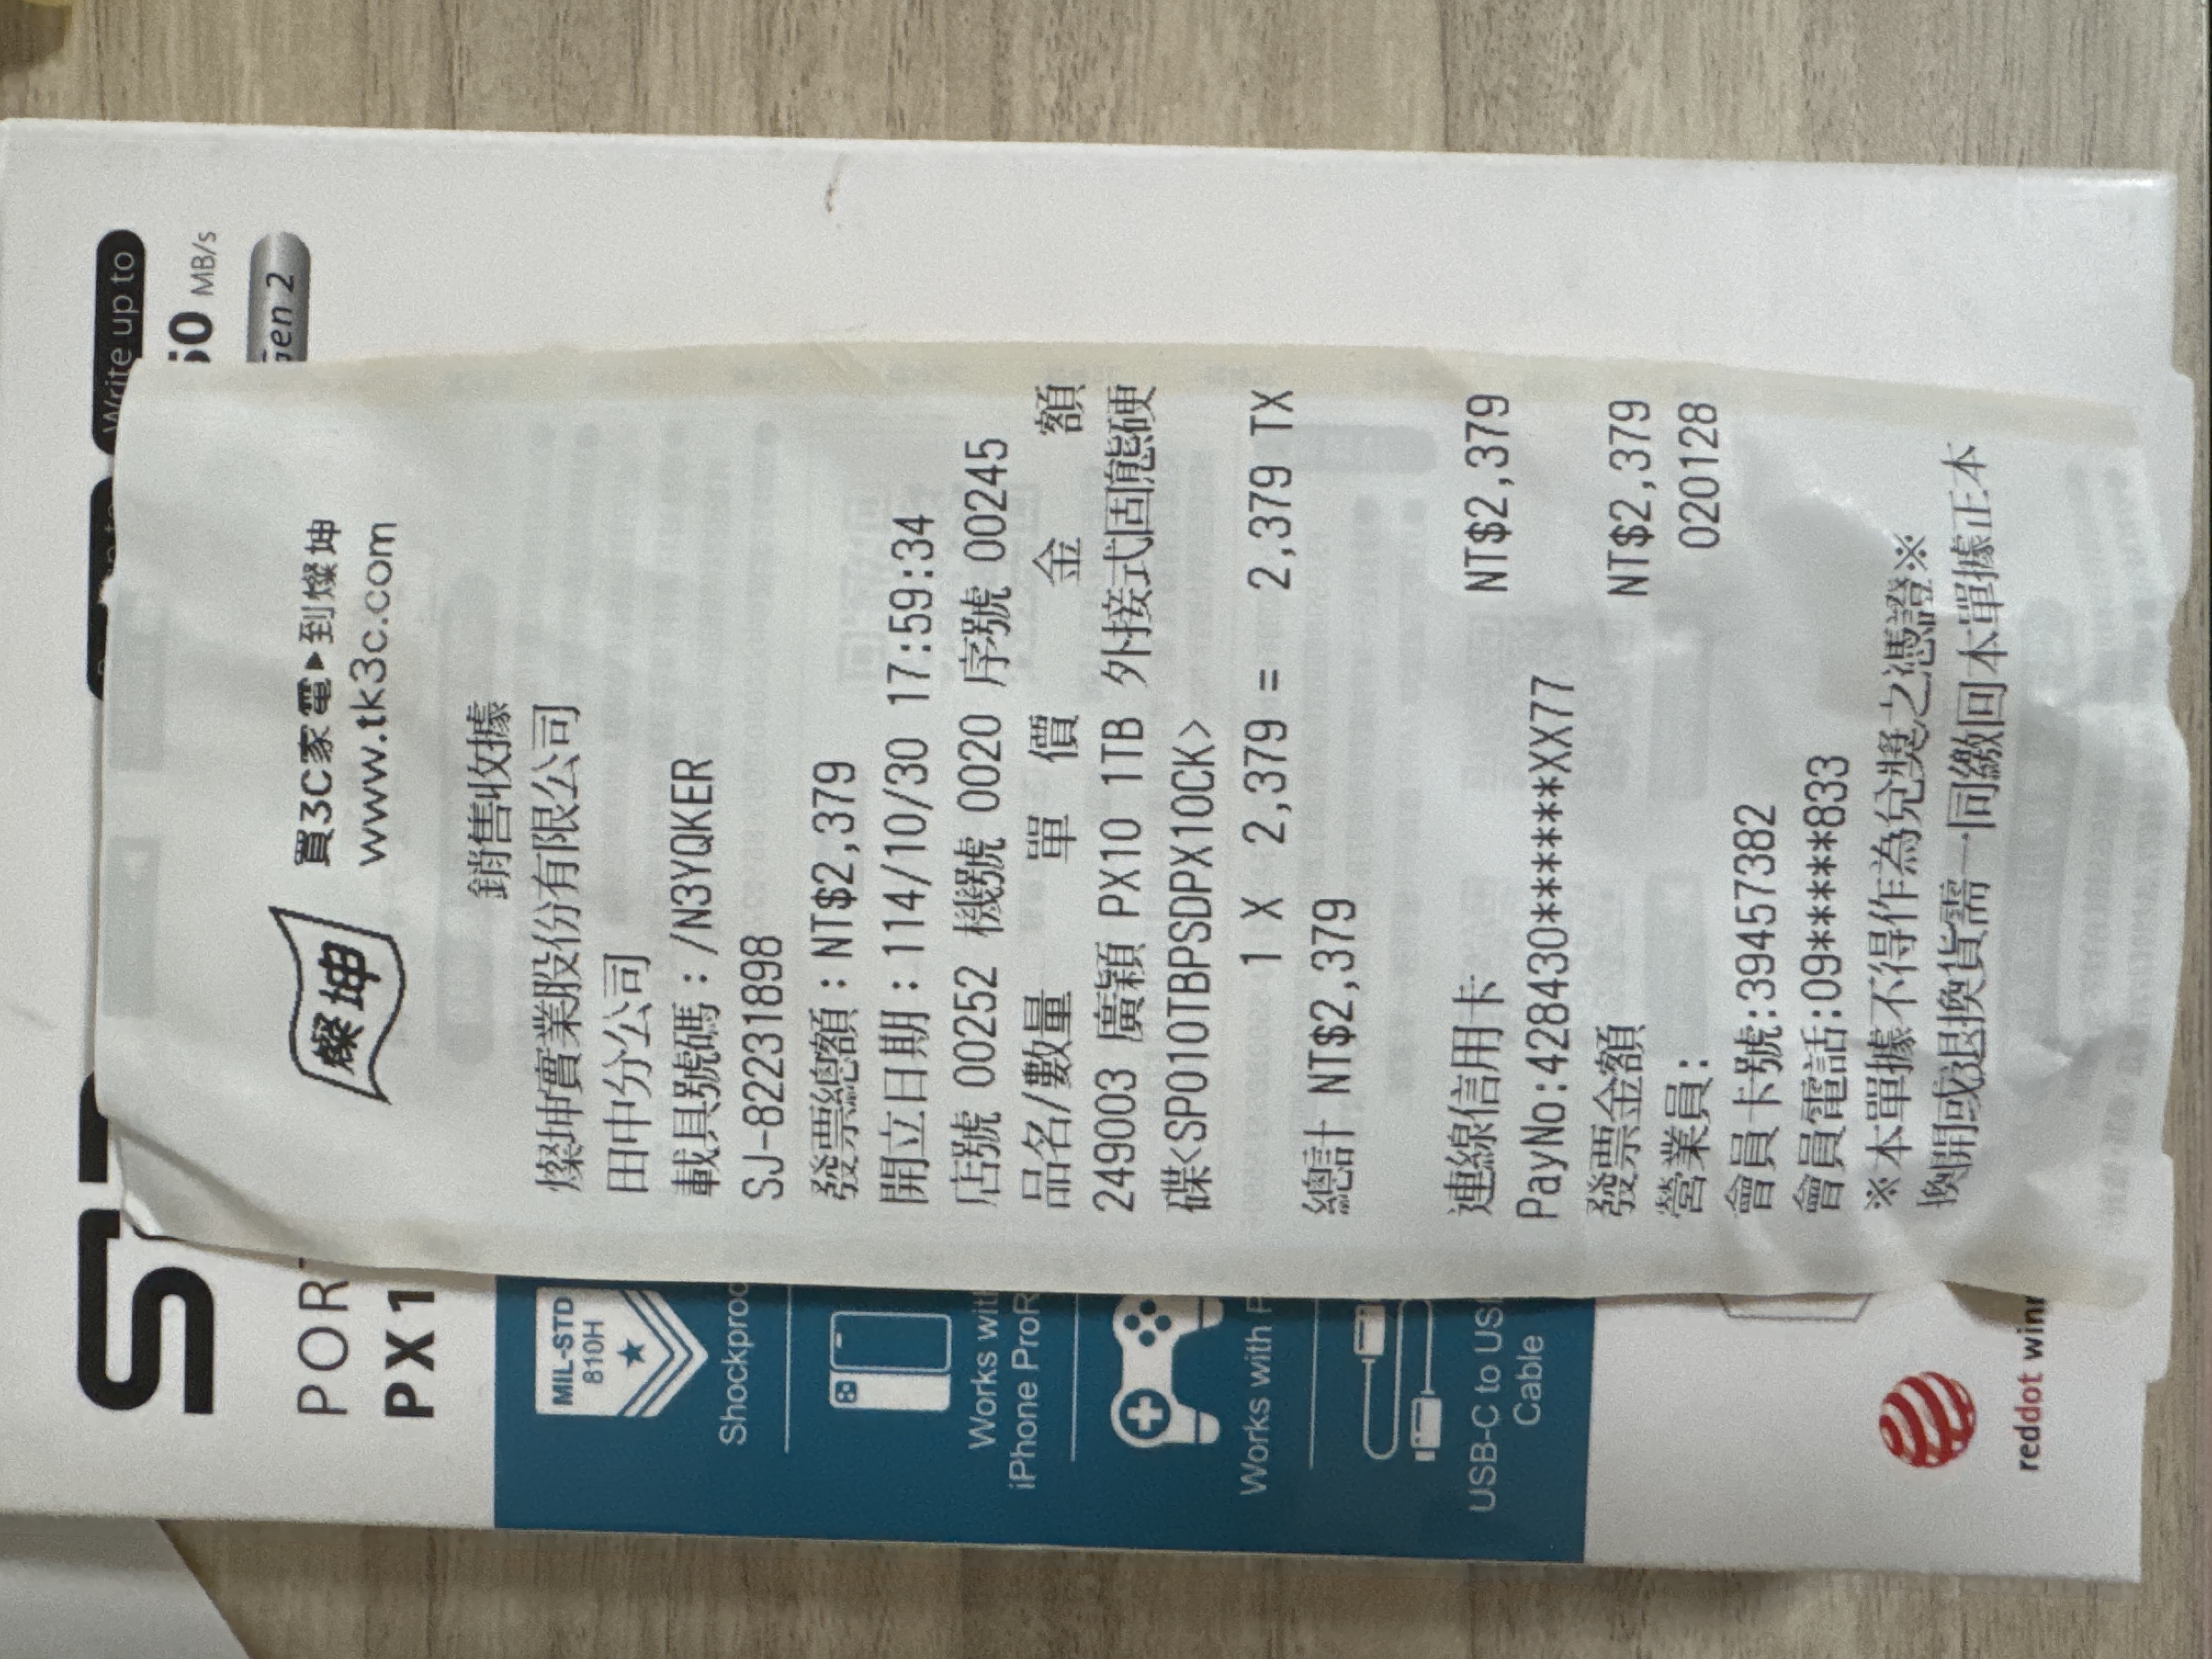 燦坤
買3C家電▶到燦坤
www.tk3c.com
銷售收據
燦坤實業股份有限公司
田中分公司
載具號碼：/N3YQKER
SJ-82231898
發票總額：NT$2,379
開立日期：114/10/30 17:59:34
店號 00252 機號 0020 序號 00245
品名/數量 單 價 金 額
249003 廣穎 PX10 1TB 外接式固態硬
碟<SP010TBPSDPX10CK>
1 X 2,379 = 2,379 TX
總計 NT$2,379
連線信用卡 NT$2,379
PayNo:428430******XX77
發票金額 NT$2,379
營業員： 020128
會員卡號:39457382
會員電話:09*****833
※本單據不得作為兌獎之憑證※
換開或退換貨需一同繳回本單據正本
Write up to
MB/s
Gen 2
PX1
MIL-STD
810H
Works with
iPhone ProR
Works with P
USB-C to US
Cable
reddot winn